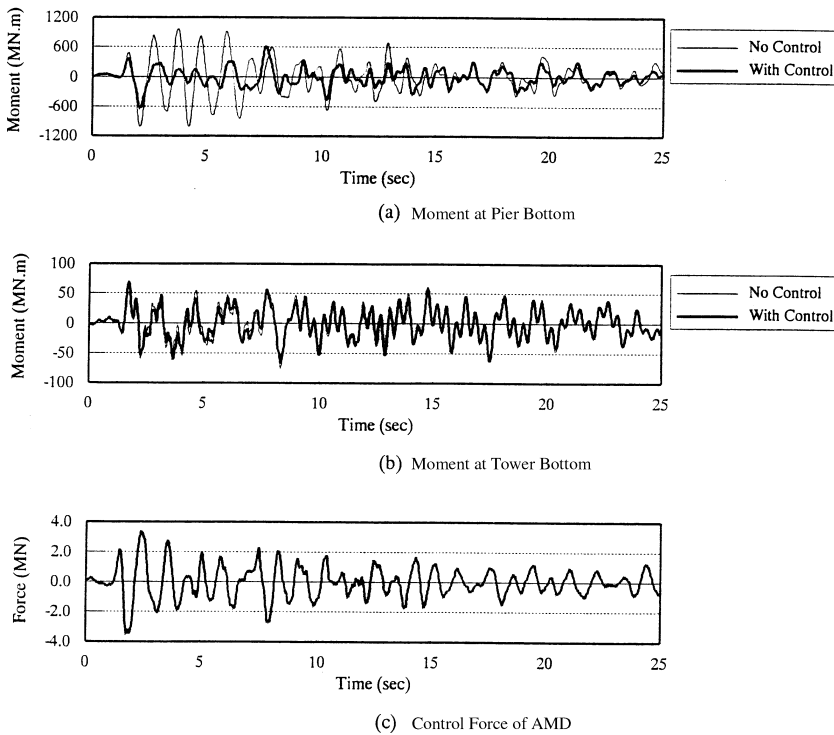 Moment (MN.m)
1200
600
0
-600
-1200
0 5 10 15 20 25
Time (sec)
No Control
With Control
(a) Moment at Pier Bottom
Moment (MN.m)
100
50
0
-50
-100
0 5 10 15 20 25
Time (sec)
No Control
With Control
(b) Moment at Tower Bottom
Force (MN)
4.0
2.0
0.0
-2.0
-4.0
0 5 10 15 20 25
Time (sec)
(c) Control Force of AMD